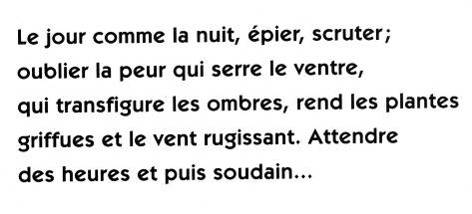 Le jour comme la nuit, épier, scruter;
oublier la peur qui serre le ventre,
qui transfigure les ombres, rend les plantes
griffues et le vent rugissant. Attendre
des heures et puis soudain...